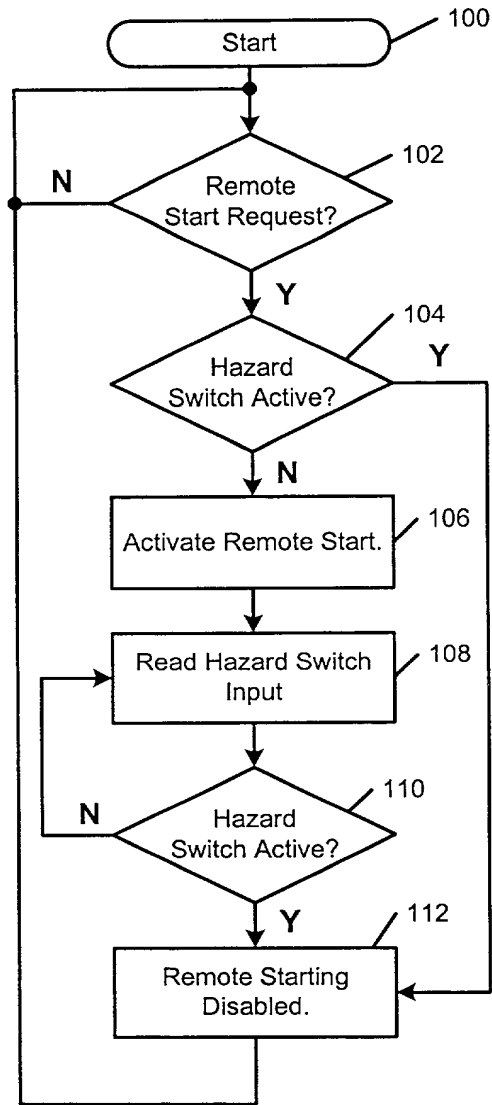 Start
100
102
N
Remote
Start Request?
Y
104
Y
Hazard
Switch Active?
N
106
Activate Remote Start.
Read Hazard Switch
Input
108
110
N
Hazard
Switch Active?
Y
112
Remote Starting
Disabled.